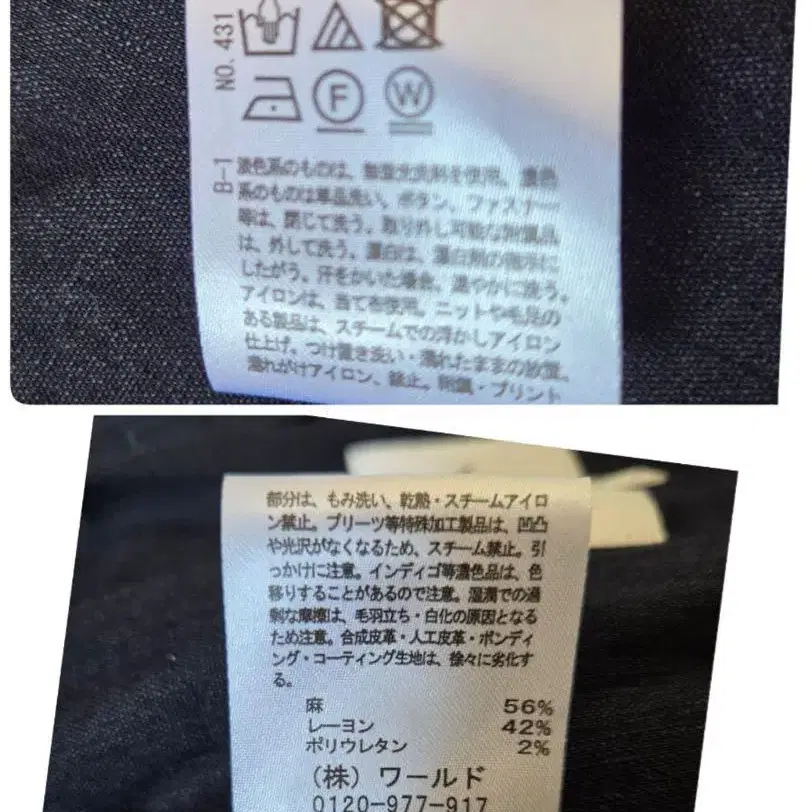 NO. 431
F
W
B-1
淡色系のものは、無蛍光洗剤を使用。濃色
系のものは単品洗い。ボタン、ファスナー
等は、閉じて洗う。取り外し可能な附属品
は、外して洗う。漂白は、漂白剤の指示に
したがう。汗をかいた場合、速やかに洗う。
アイロンは、当て布使用。ニットや毛足の
ある製品は、スチームでの浮かしアイロン
仕上げ。つけ置き洗い・濡れたままの放置。
濡れがけアイロン、禁止。附属・プリント
部分は、もみ洗い、乾熱・スチームアイロ
ン禁止。プリーツ等特殊加工製品は、凹凸
や光沢がなくなるため、スチーム禁止。引
っかけに注意。インディゴ等濃色品は、色
移りすることがあるので注意。湿潤での過
剰な摩擦は、毛羽立ち・白化の原因となる
ため注意。合成皮革・人工皮革・ボンディ
ング・コーティング生地は、徐々に劣化す
る。
麻 56%
レーヨン 42%
ポリウレタン 2%
(株) ワールド
0120-977-917